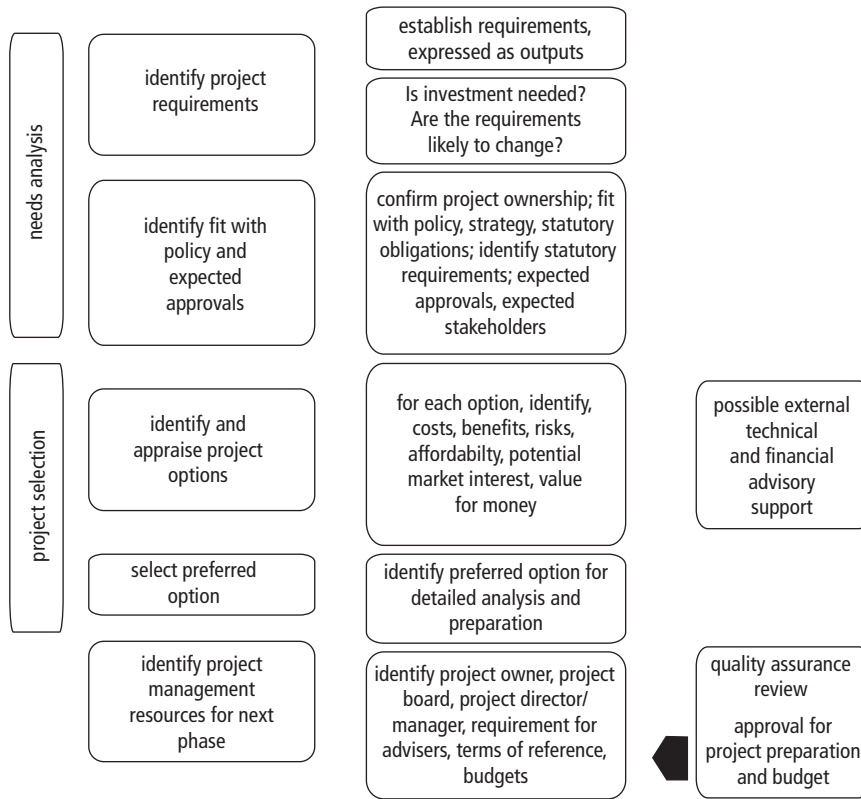 needs analysis
identify project
requirements
establish requirements,
expressed as outputs
Is investment needed?
Are the requirements
likely to change?
identify fit with
policy and
expected
approvals
confirm project ownership; fit
with policy, strategy, statutory
obligations; identify statutory
requirements; expected
approvals, expected
stakeholders
project selection
identify and
appraise project
options
for each option, identify,
costs, benefits, risks,
affordabilty, potential
market interest, value
for money
possible external
technical
and financial
advisory
support
select preferred
option
identify preferred option for
detailed analysis and
preparation
identify project
management
resources for next
phase
identify project owner, project
board, project director/
manager, requirement for
advisers, terms of reference,
budgets
quality assurance
review
approval for
project preparation
and budget